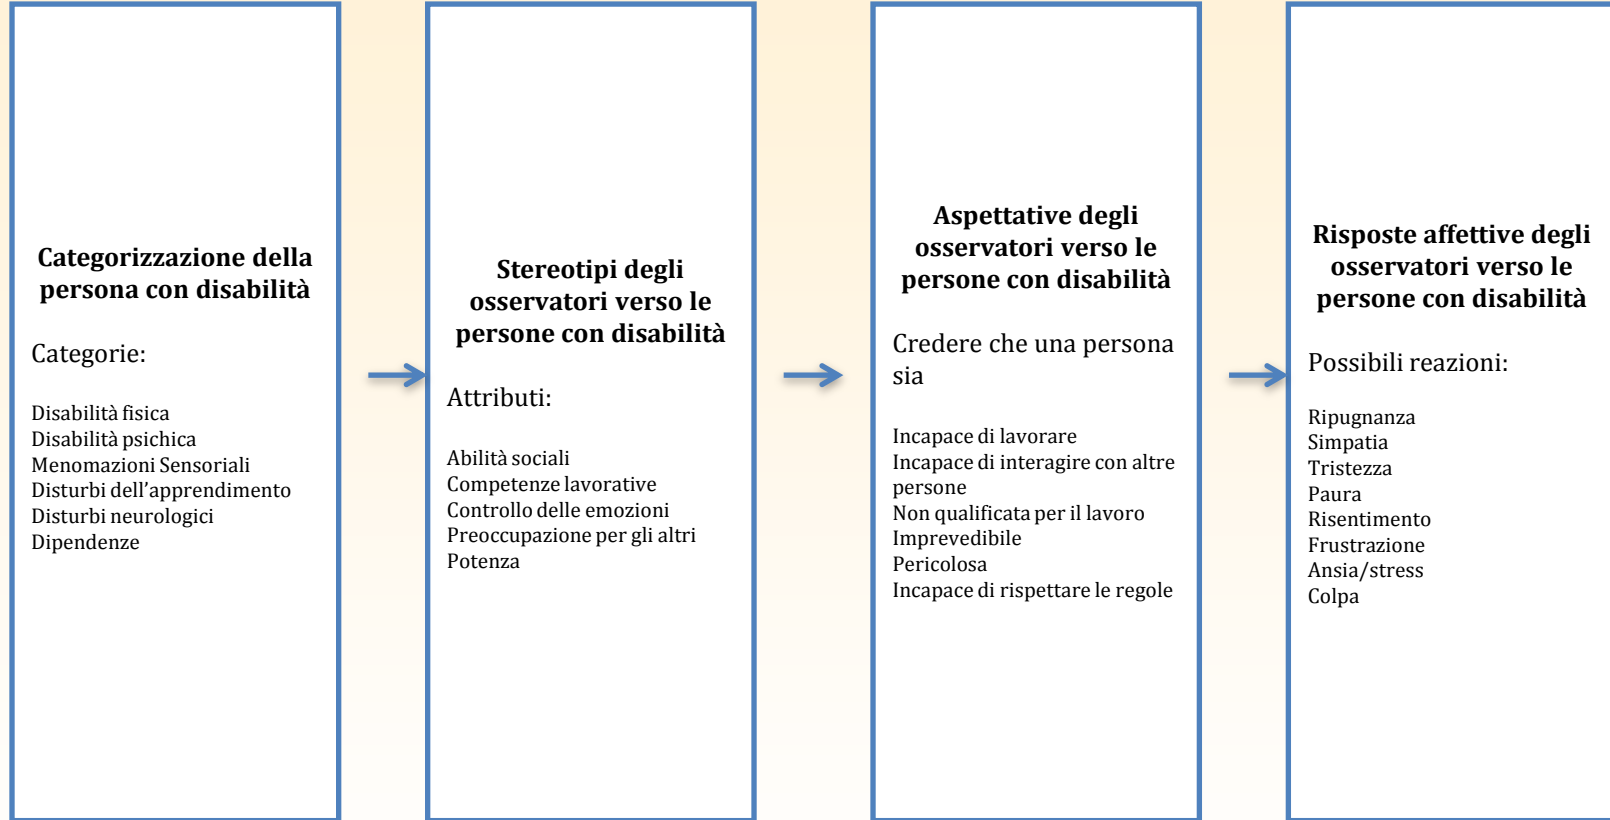 Categorizzazione della
persona con disabilità
Categorie:
Disabilità fisica
Disabilità psichica
Menomazioni Sensoriali
Disturbi dell'apprendimento
Disturbi neurologici
Dipendenze
Stereotipi degli
osservatori verso le
persone con disabilità
Attributi:
Abilità sociali
Competenze lavorative
Controllo delle emozioni
Preoccupazione per gli altri
Potenza
Aspettative degli
osservatori verso le
persone con disabilità
Credere che una persona
sia
Incapace di lavorare
Incapace di interagire con altre
persone
Non qualificata per il lavoro
Imprevedibile
Pericolosa
Incapace di rispettare le regole
Risposte affettive degli
osservatori verso le
persone con disabilità
Possibili reazioni:
Ripugnanza
Simpatia
Tristezza
Paura
Risentimento
Frustrazione
Ansia/stress
Colpa